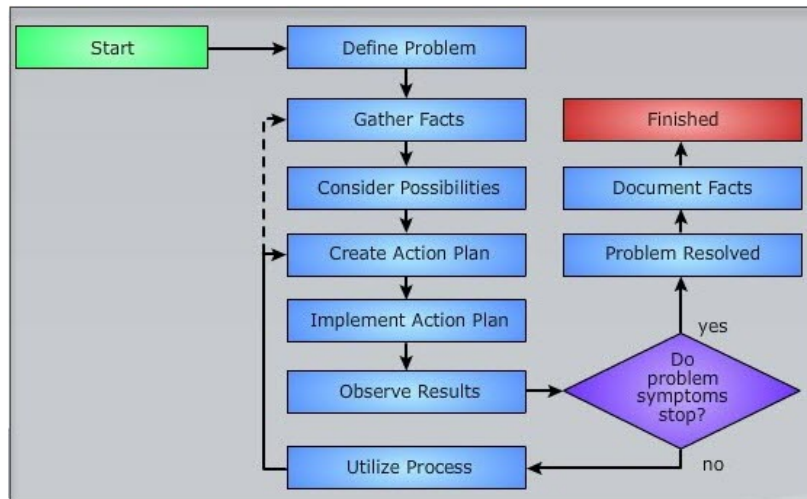 Start
Define Problem
Gather Facts
Finished
Consider Possibilities
Document Facts
Create Action Plan
Problem Resolved
Implement Action Plan
yes
Do
problem
symptoms
stop?
Observe Results
no
Utilize Process